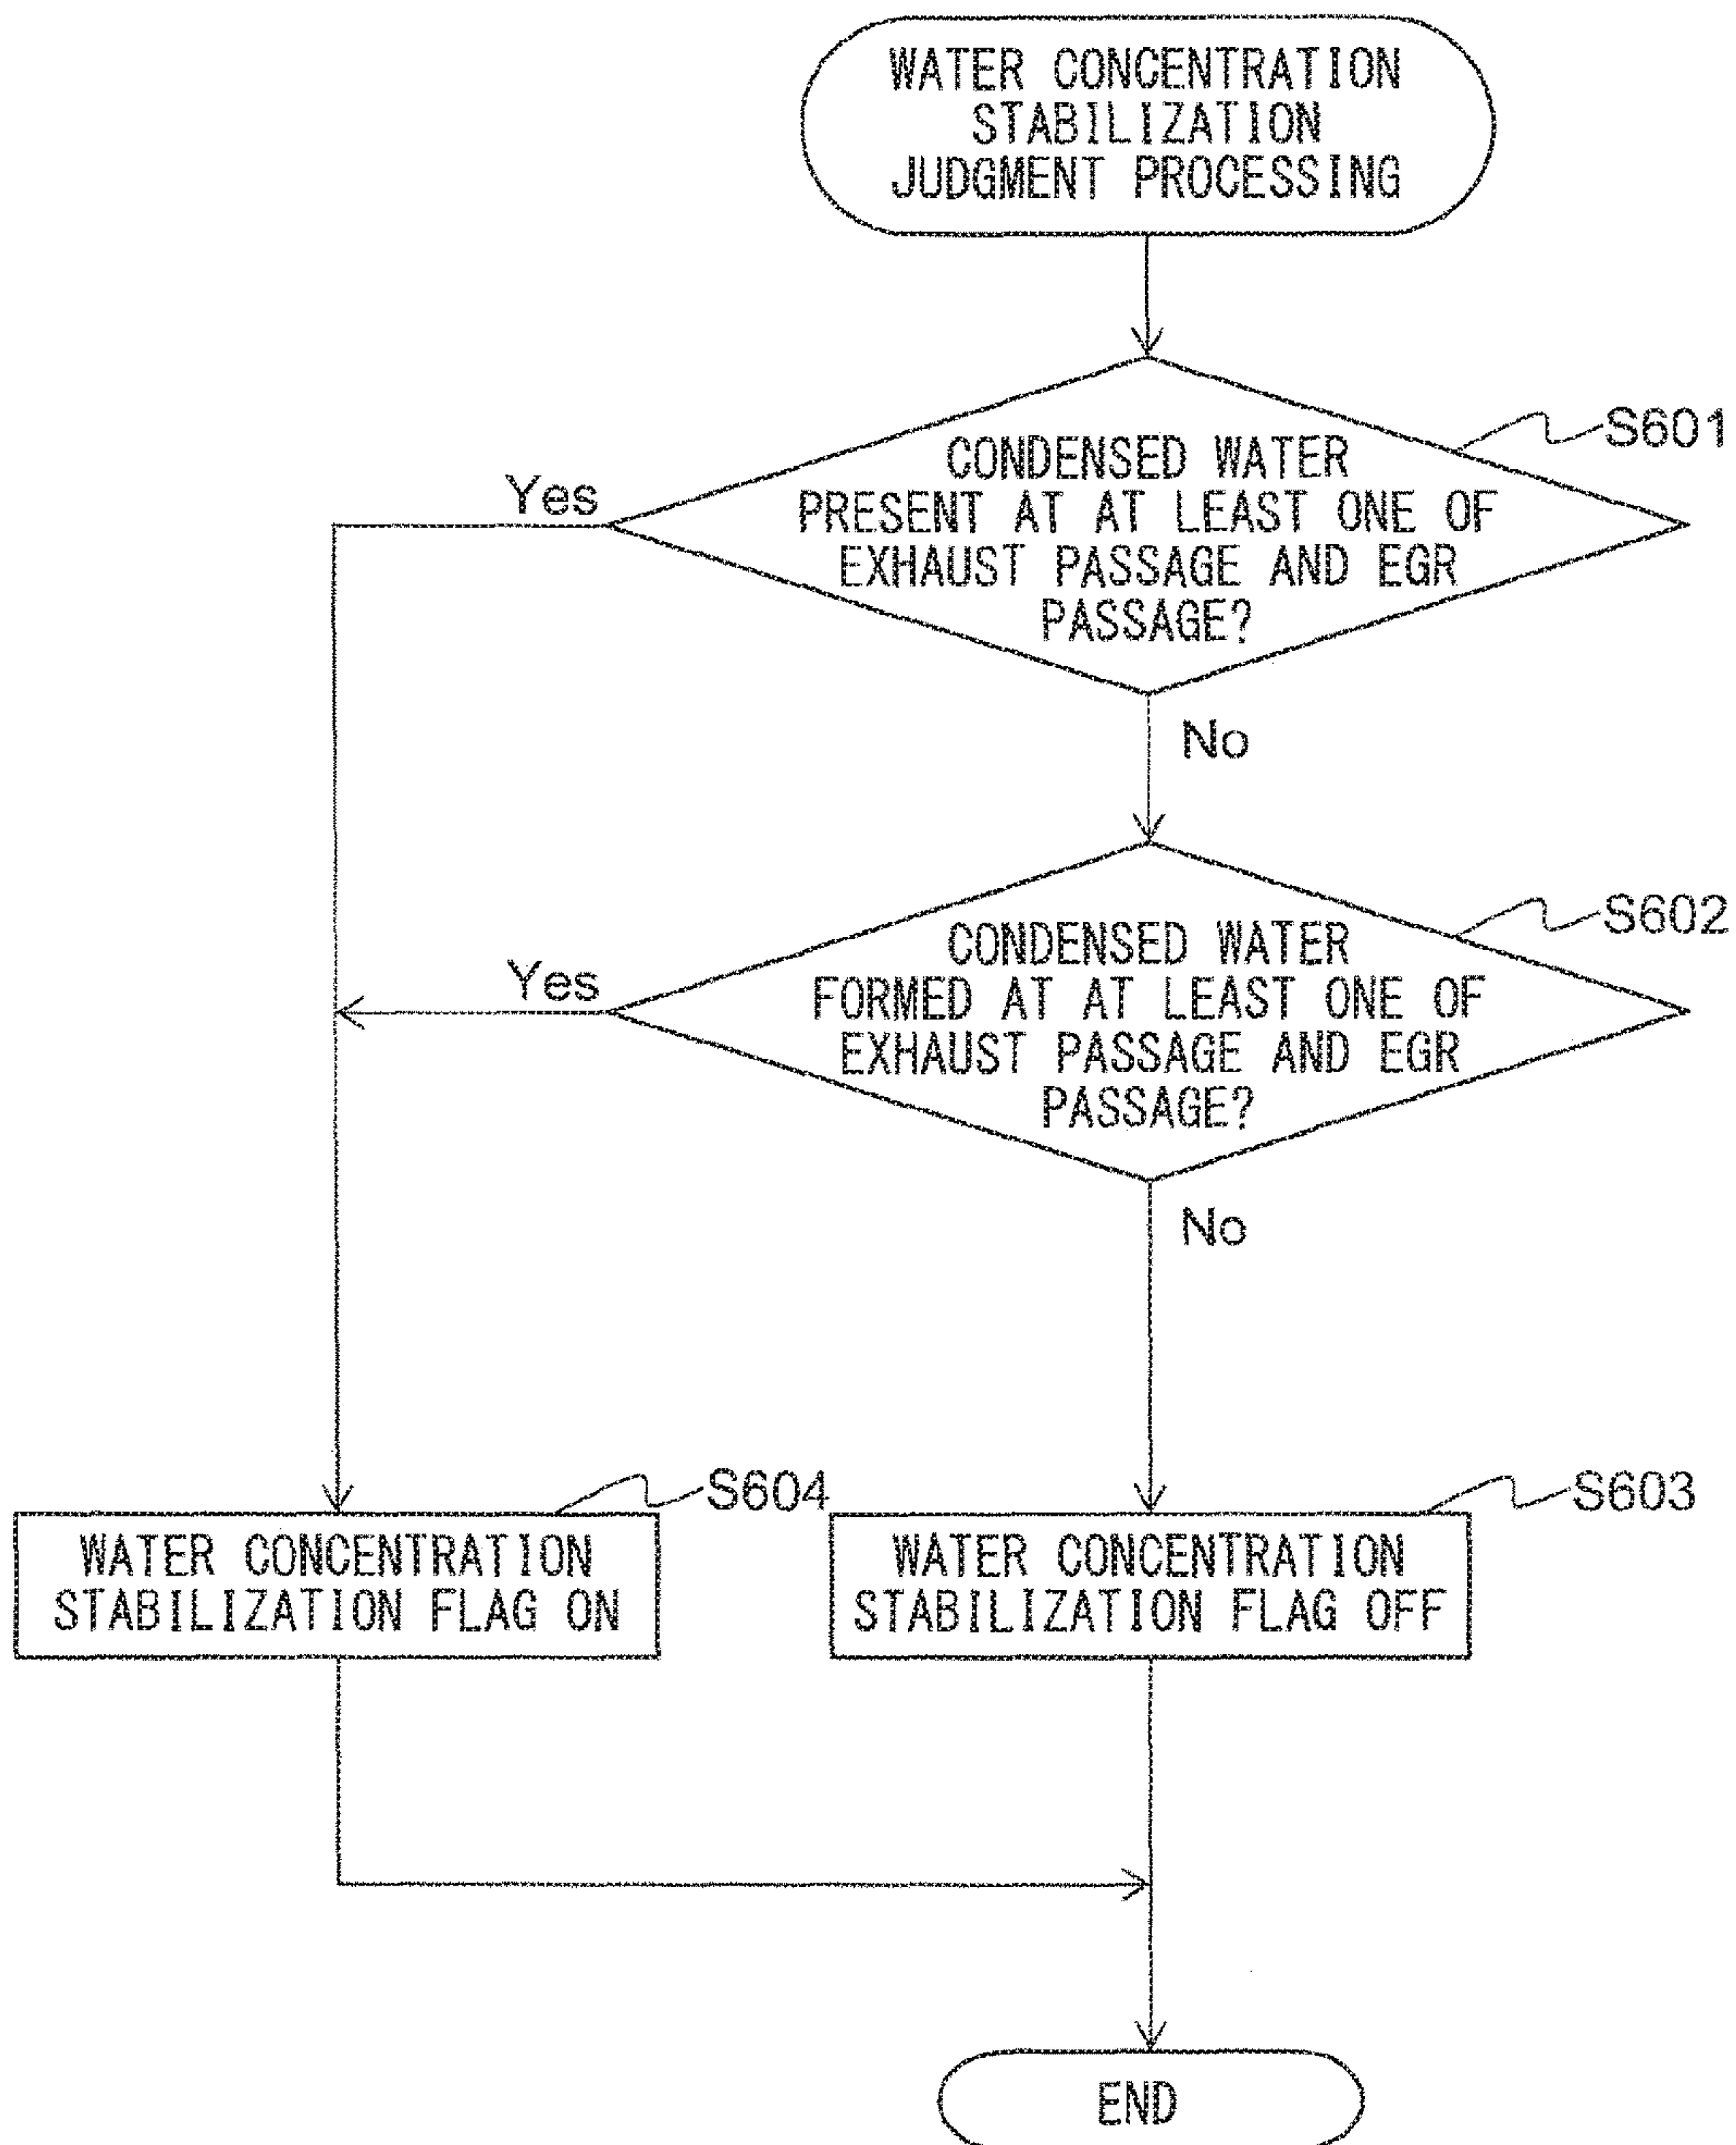 WATER CONCENTRATION
STABILIZATION
JUDGMENT PROCESSING
S601
CONDENSED WATER
PRESENT AT AT LEAST ONE OF
EXHAUST PASSAGE AND EGR
PASSAGE?
Yes
No
S602
CONDENSED WATER
FORMED AT AT LEAST ONE OF
EXHAUST PASSAGE AND EGR
PASSAGE?
Yes
No
S604
WATER CONCENTRATION
STABILIZATION FLAG ON
S603
WATER CONCENTRATION
STABILIZATION FLAG OFF
END